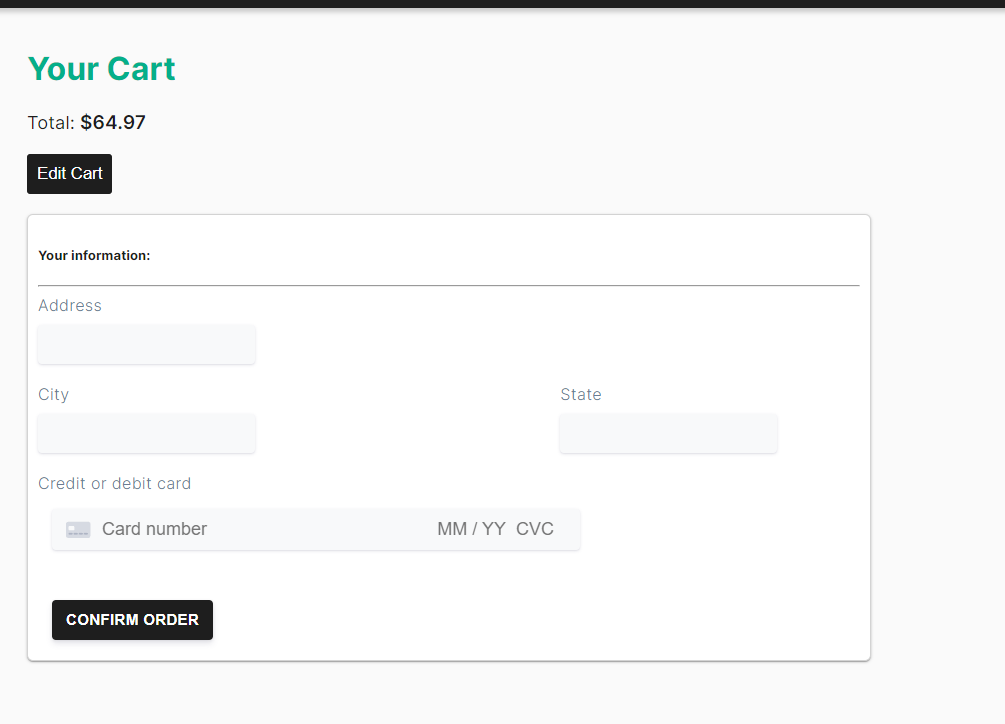 Your Cart
Total: $64.97
Edit Cart
Your information:
Address
City State
Credit or debit card
Card number MM / YY CVC
CONFIRM ORDER